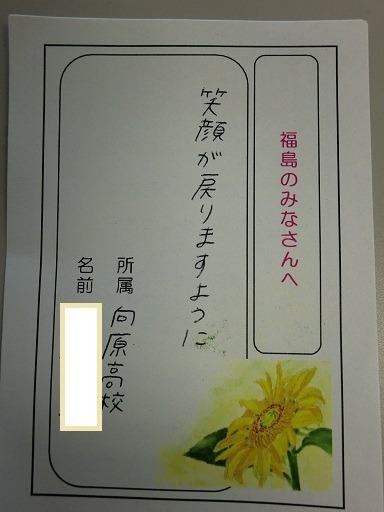 福島のみなさんへ
笑顔が戻りますように
所属 向原高校
名前